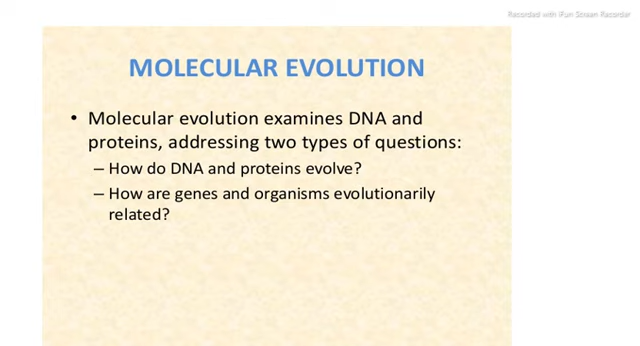 Recorded with iFun Screen Recorder
MOLECULAR EVOLUTION
• Molecular evolution examines DNA and
proteins, addressing two types of questions:
– How do DNA and proteins evolve?
– How are genes and organisms evolutionarily
related?